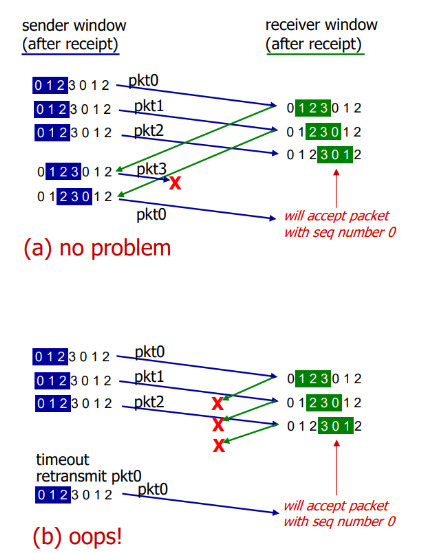 sender window
(after receipt)
receiver window
(after receipt)
0 1 2 3 0 1 2
pkt0
0 1 2 3 0 1 2
pkt1
0 1 2 3 0 1 2
0 1 2 3 0 1 2
pkt2
0 1 2 3 0 1 2
0 1 2 3 0 1 2
0 1 2 3 0 1 2
pkt3
X
0 1 2 3 0 1 2
pkt0
will accept packet
with seq number 0
(a) no problem
0 1 2 3 0 1 2
pkt0
0 1 2 3 0 1 2
pkt1
0 1 2 3 0 1 2
0 1 2 3 0 1 2
pkt2
X
0 1 2 3 0 1 2
X
0 1 2 3 0 1 2
X
timeout
retransmit pkt0
0 1 2 3 0 1 2
pkt0
will accept packet
with seq number 0
(b) oops!